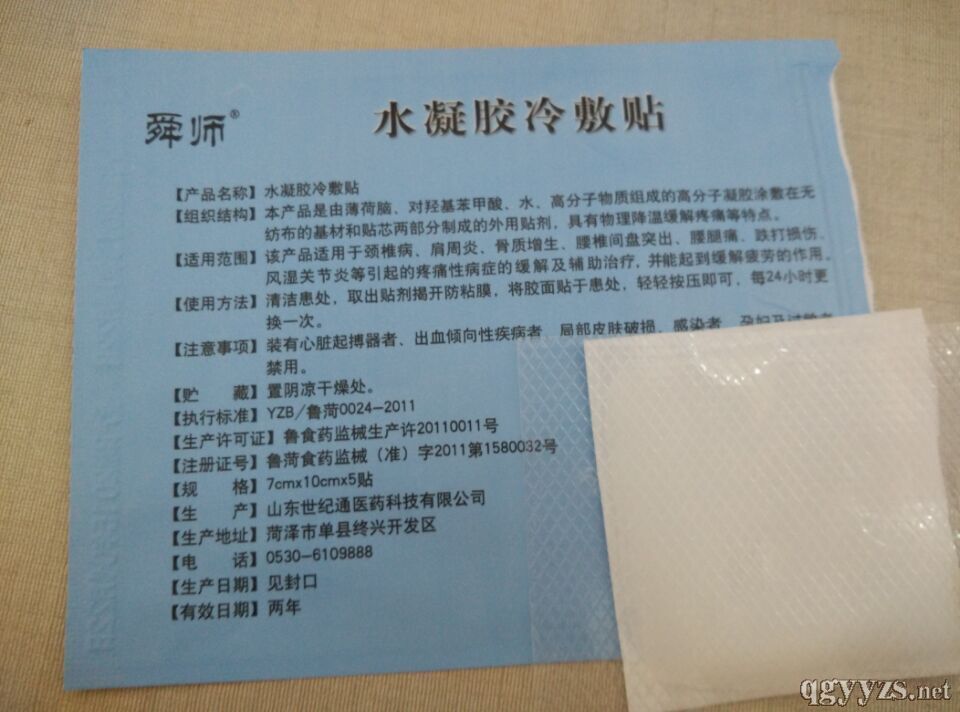 舜师®
水凝胶冷敷贴
【产品名称】水凝胶冷敷贴
【组织结构】本产品是由薄荷脑、对羟基苯甲酸、水、高分子物质组成的高分子凝胶涂敷在无
纺布的基材和贴芯两部分制成的外用贴剂，具有物理降温缓解疼痛等特点。
【适用范围】该产品适用于颈椎病、肩周炎、骨质增生、腰椎间盘突出、腰腿痛、跌打损伤、
风湿关节炎等引起的疼痛性病症的缓解及辅助治疗，并能起到缓解疲劳的作用。
【使用方法】清洁患处，取出贴剂揭开防粘膜，将胶面贴于患处，轻轻按压即可，每24小时更
换一次。
【注意事项】装有心脏起搏器者、出血倾向性疾病者、局部皮肤破损、感染者、孕妇及过敏者
禁用。
【贮 藏】置阴凉干燥处。
【执行标准】YZB/鲁菏0024-2011
【生产许可证】鲁食药监械生产许20110011号
【注册证号】鲁菏食药监械（准）字2011第1580032号
【规 格】7cmx10cmx5贴
【生 产】山东世纪通医药科技有限公司
【生产地址】菏泽市单县终兴开发区
【电 话】0530-6109888
【生产日期】见封口
【有效日期】两年
qgyyzs.net